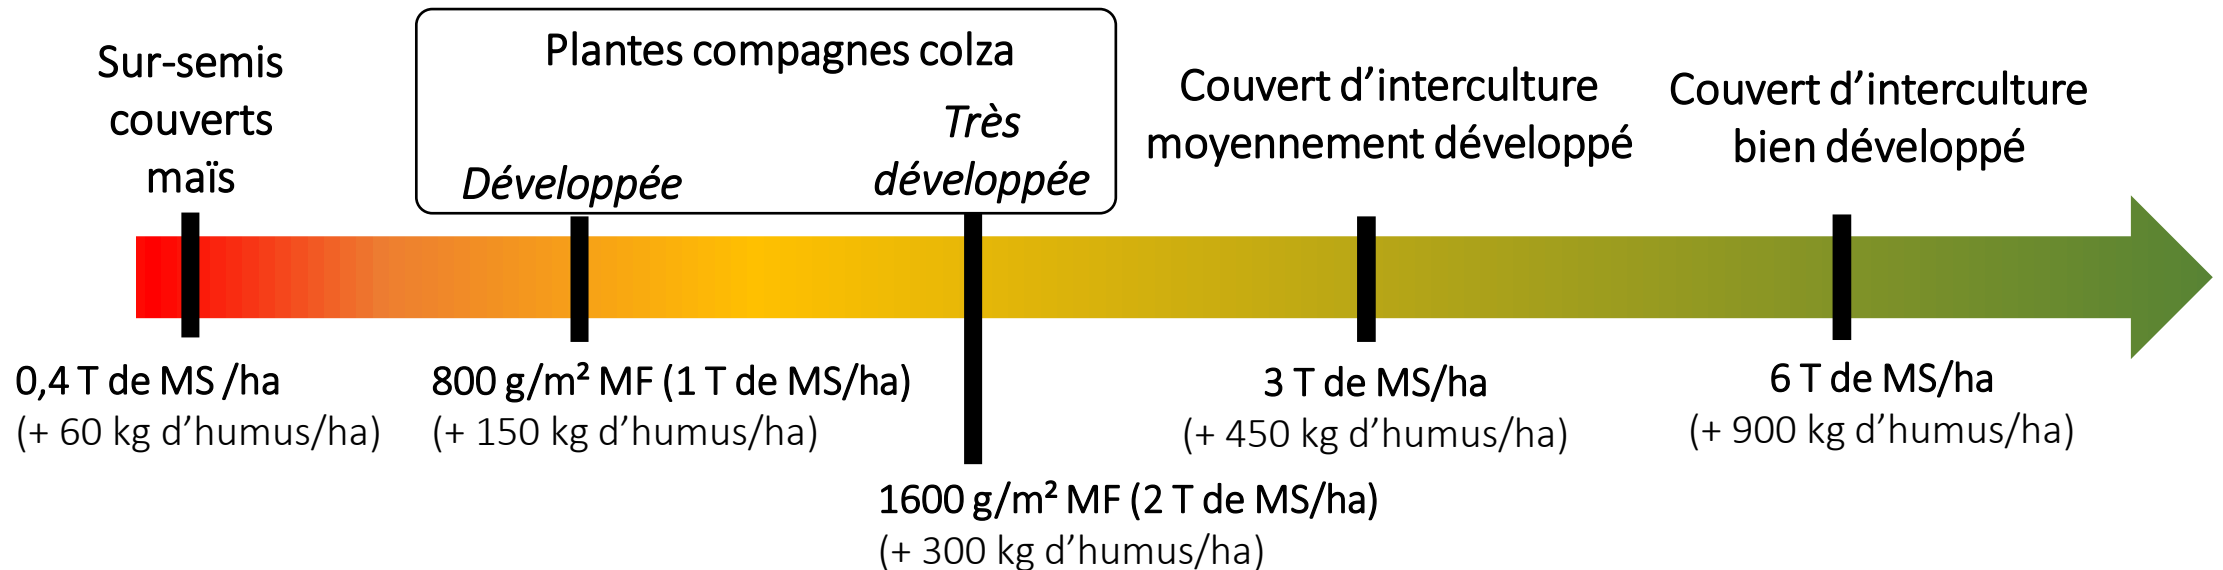 Sur-semis
couverts
maïs
Plantes compagnes colza
Développée
Très
développée
Couvert d’interculture
moyennement développé
Couvert d’interculture
bien développé
0,4 T de MS /ha
(+ 60 kg d’humus/ha)
800 g/m² MF (1 T de MS/ha)
(+ 150 kg d’humus/ha)
1600 g/m² MF (2 T de MS/ha)
(+ 300 kg d’humus/ha)
3 T de MS/ha
(+ 450 kg d’humus/ha)
6 T de MS/ha
(+ 900 kg d’humus/ha)